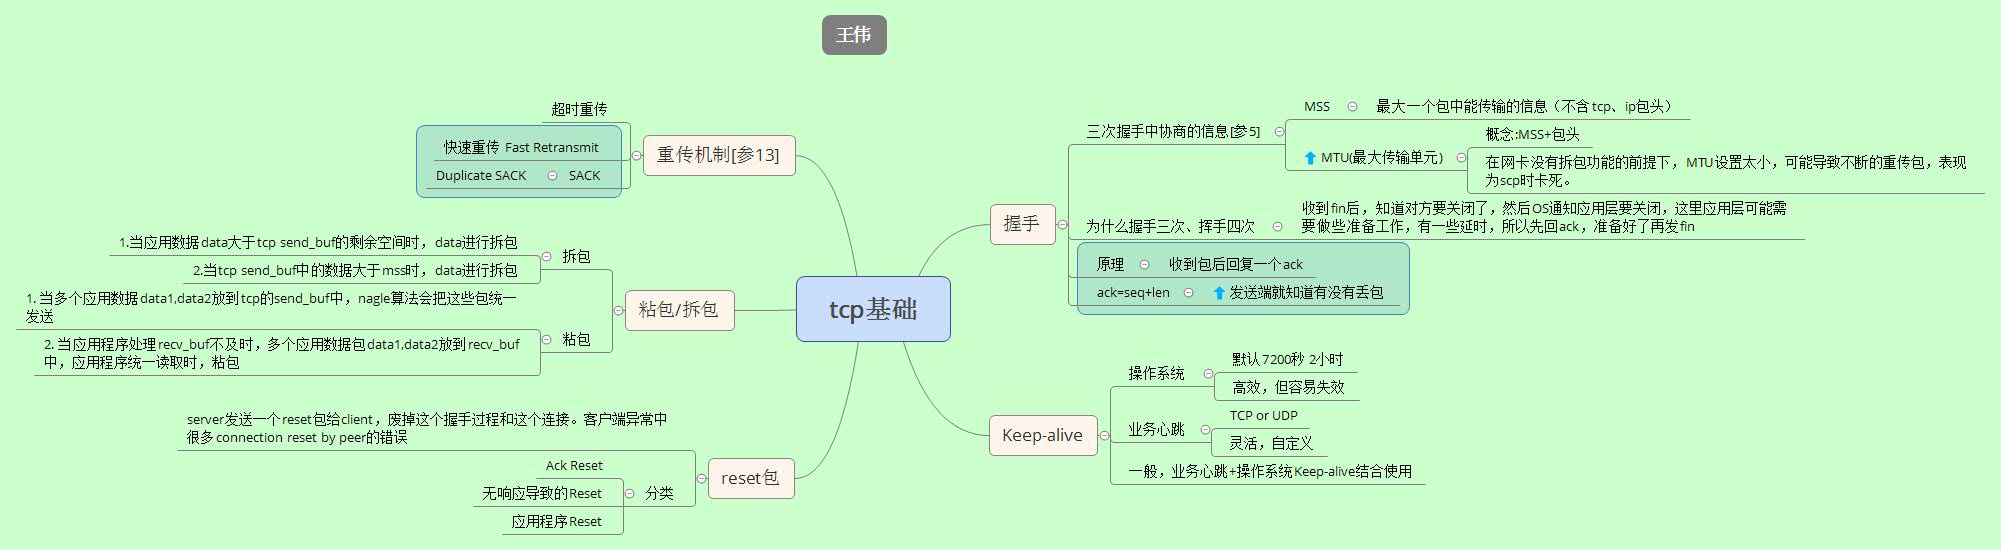 王伟
tcp基础
重传机制[参13]
超时重传
快速重传 Fast Retransmit
SACK
Duplicate SACK
粘包/拆包
拆包
1.当应用数据data大于tcp send_buf的剩余空间时，data进行拆包
2.当tcp send_buf中的数据大于mss时，data进行拆包
粘包
1. 当多个应用数据data1,data2放到tcp的send_buf中，nagle算法会把这些包统一
发送
2. 当应用程序处理recv_buf不及时，多个应用数据包data1,data2放到recv_buf
中，应用程序统一读取时，粘包
reset包
server发送一个reset包给client，废掉这个握手过程和这个连接。客户端异常中
很多connection reset by peer的错误
分类
Ack Reset
无响应导致的Reset
应用程序Reset
握手
三次握手中协商的信息[参5]
MSS
最大一个包中能传输的信息（不含tcp、ip包头）
MTU(最大传输单元)
概念:MSS+包头
在网卡没有拆包功能的前提下，MTU设置太小，可能导致不断的重传包，表现
为scp时卡死。
为什么握手三次、挥手四次
收到fin后，知道对方要关闭了，然后OS通知应用层要关闭，这里应用层可能需
要做些准备工作，有一些延时，所以先回ack，准备好了再发fin
原理
收到包后回复一个ack
ack=seq+len
发送端就知道有没有丢包
Keep-alive
操作系统
默认7200秒 2小时
高效，但容易失效
业务心跳
TCP or UDP
灵活，自定义
一般，业务心跳+操作系统Keep-alive结合使用